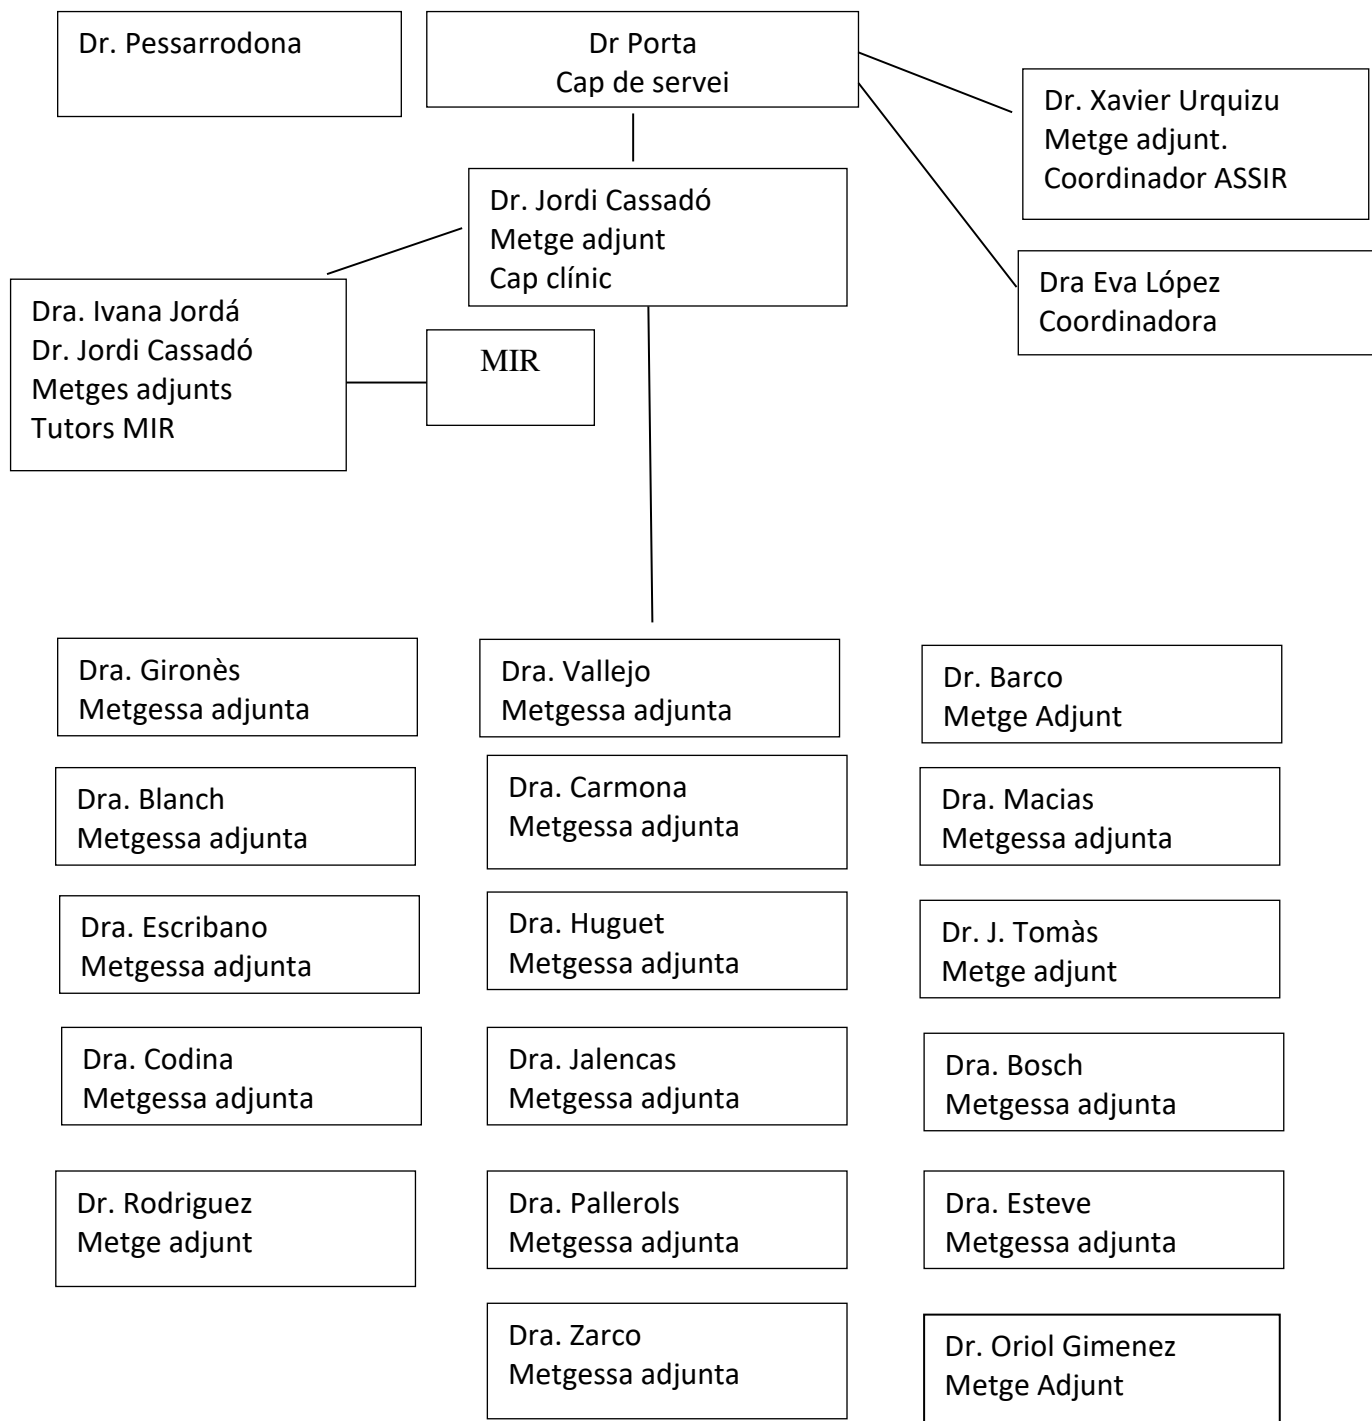 Dr. Pessarrodona
Dr Porta
Cap de servei
Dr. Xavier Urquizu
Metge adjunt.
Coordinador ASSIR
Dr. Jordi Cassadó
Metge adjunt
Cap clínic
Dra Eva López
Coordinadora
Dra. Ivana Jordá
Dr. Jordi Cassadó
Metges adjunts
Tutors MIR
MIR
Dra. Gironès
Metgessa adjunta
Dra. Vallejo
Metgessa adjunta
Dr. Barco
Metge Adjunt
Dra. Blanch
Metgessa adjunta
Dra. Carmona
Metgessa adjunta
Dra. Macias
Metgessa adjunta
Dra. Escribano
Metgessa adjunta
Dra. Huguet
Metgessa adjunta
Dr. J. Tomàs
Metge adjunt
Dra. Codina
Metgessa adjunta
Dra. Jalencas
Metgessa adjunta
Dra. Bosch
Metgessa adjunta
Dr. Rodriguez
Metge adjunt
Dra. Pallerols
Metgessa adjunta
Dra. Esteve
Metgessa adjunta
Dra. Zarco
Metgessa adjunta
Dr. Oriol Gimenez
Metge Adjunt